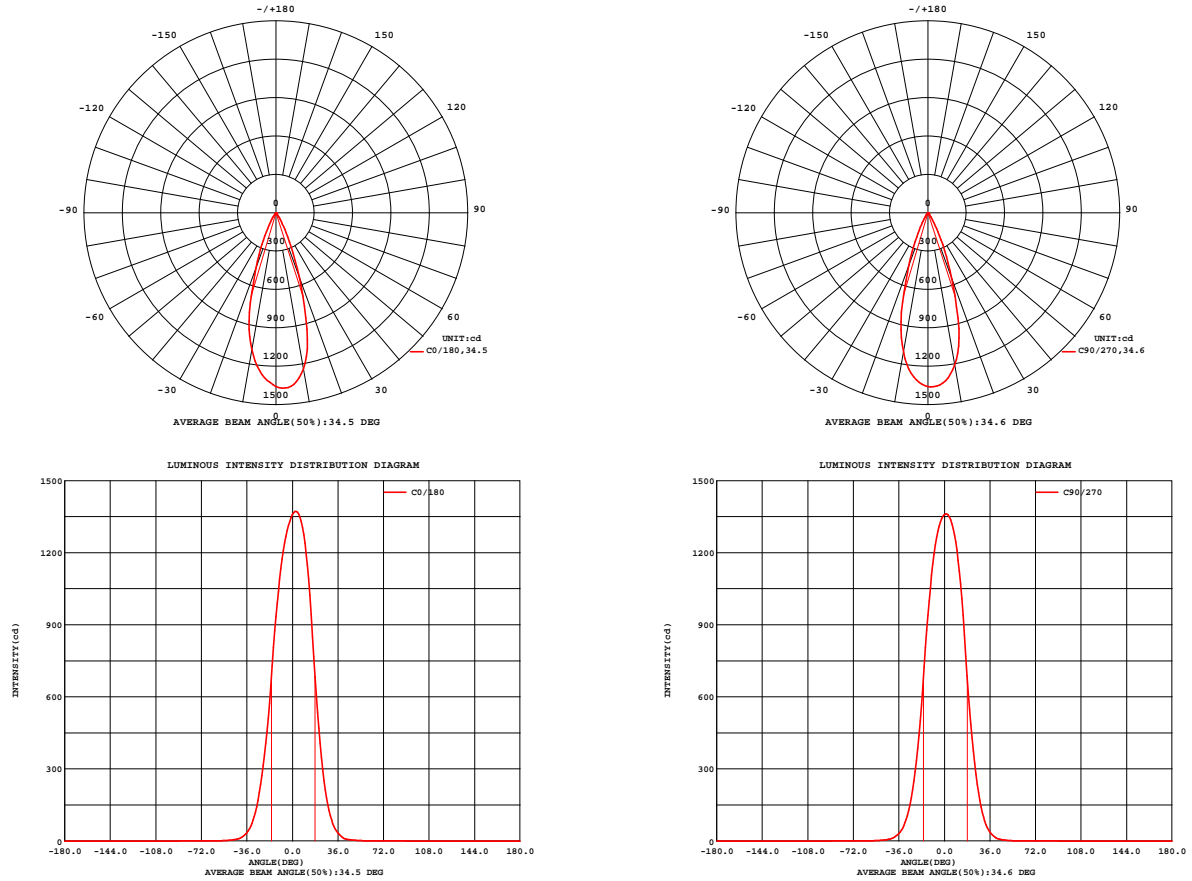 -/+180
-150
150
-120
120
-90
90
0
300
600
900
1200
1500
-60
60
-30
30
0
UNIT:cd
C0/180,34.5
AVERAGE BEAM ANGLE(50%):34.5 DEG
-/+180
-150
150
-120
120
-90
90
0
300
600
900
1200
1500
-60
60
-30
30
0
UNIT:cd
C90/270,34.6
AVERAGE BEAM ANGLE(50%):34.6 DEG
LUMINOUS INTENSITY DISTRIBUTION DIAGRAM
C0/180
INTENSITY(cd)
1500
1200
900
600
300
0
-180.0 -144.0 -108.0 -72.0 -36.0 0.0 36.0 72.0 108.0 144.0 180.0
ANGLE(DEG)
AVERAGE BEAM ANGLE(50%):34.5 DEG
LUMINOUS INTENSITY DISTRIBUTION DIAGRAM
C90/270
INTENSITY(cd)
1500
1200
900
600
300
0
-180.0 -144.0 -108.0 -72.0 -36.0 0.0 36.0 72.0 108.0 144.0 180.0
ANGLE(DEG)
AVERAGE BEAM ANGLE(50%):34.6 DEG